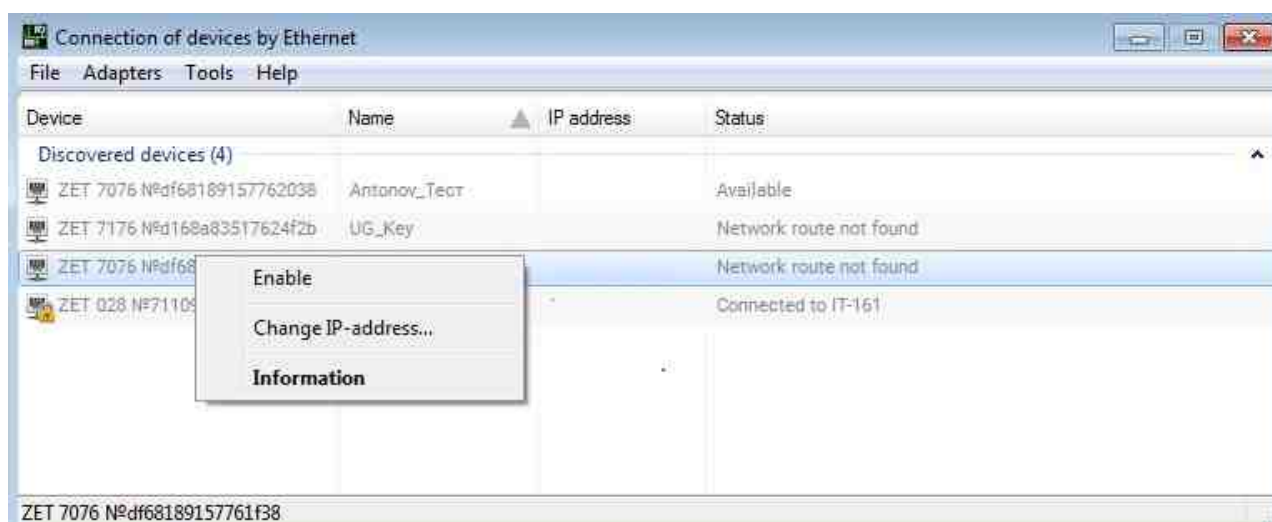 Connection of devices by Ethernet
File Adapters Tools Help
Device Name IP address Status
Discovered devices (4)
ZET 7076 №df68189157762038 Antonov_Тест Available
ZET 7176 №d168a83517624f2b UG_Key Network route not found
ZET 7076 №df68 Network route not found
ZET 028 №71109 Connected to IT-161
Enable
Change IP-address...
Information
ZET 7076 №df68189157761f38